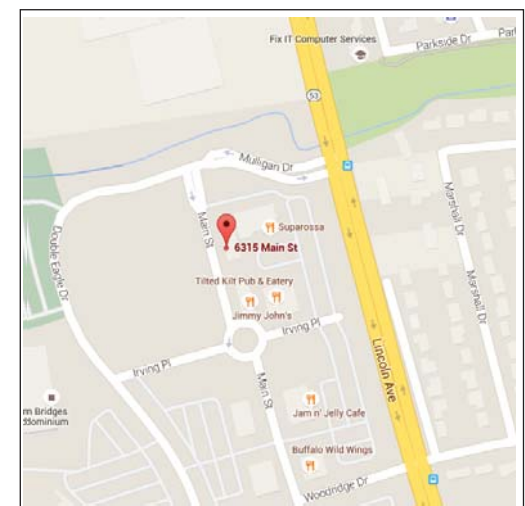 Fix IT Computer Services
Parkside Dr
53
Mulligan Dr
Main St
Suparossa
6315 Main St
Double Eagle Dr
Marshall Dr
Marshall Dr
Tilted Kilt Pub & Eatery
Jimmy John's
Irving Pl
Irving Pl
Lincoln Ave
Main St
Jam n' Jelly Cafe
m Bridges
dominium
Buffalo Wild Wings
Woodridge Dr